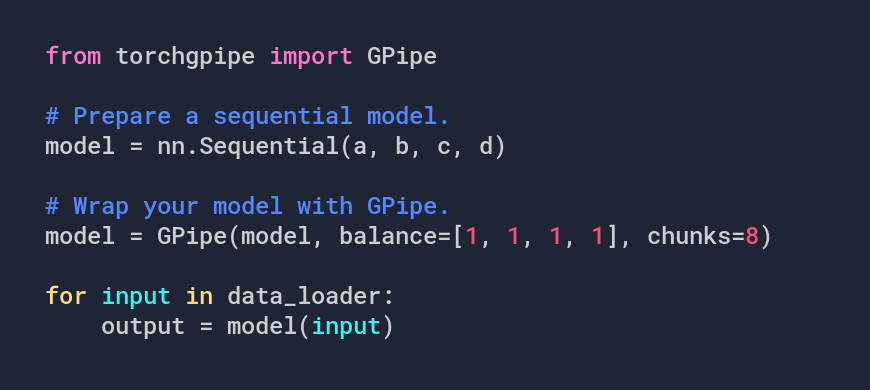 from torchgpipe import GPipe
# Prepare a sequential model.
model = nn.Sequential(a, b, c, d)
# Wrap your model with GPipe.
model = GPipe(model, balance=[1, 1, 1, 1], chunks=8)
for input in data_loader:
    output = model(input)